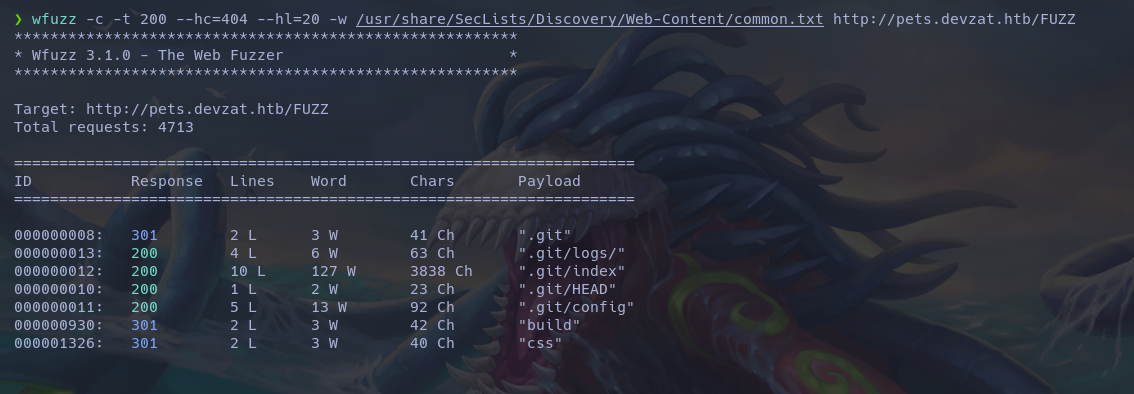 ❯ wfuzz -c -t 200 --hc=404 --hl=20 -w /usr/share/SecLists/Discovery/Web-Content/common.txt http://pets.devzat.htb/FUZZ
********************************************************
* Wfuzz 3.1.0 - The Web Fuzzer                         *
********************************************************

Target: http://pets.devzat.htb/FUZZ
Total requests: 4713

=====================================================================
ID           Response   Lines    Word       Chars       Payload
=====================================================================

000000008:   301        2 L      3 W        41 Ch       ".git"
000000013:   200        4 L      6 W        63 Ch       ".git/logs/"
000000012:   200        10 L     127 W      3838 Ch     ".git/index"
000000010:   200        1 L      2 W        23 Ch       ".git/HEAD"
000000011:   200        5 L      13 W       92 Ch       ".git/config"
000000930:   301        2 L      3 W        42 Ch       "build"
000001326:   301        2 L      3 W        40 Ch       "css"